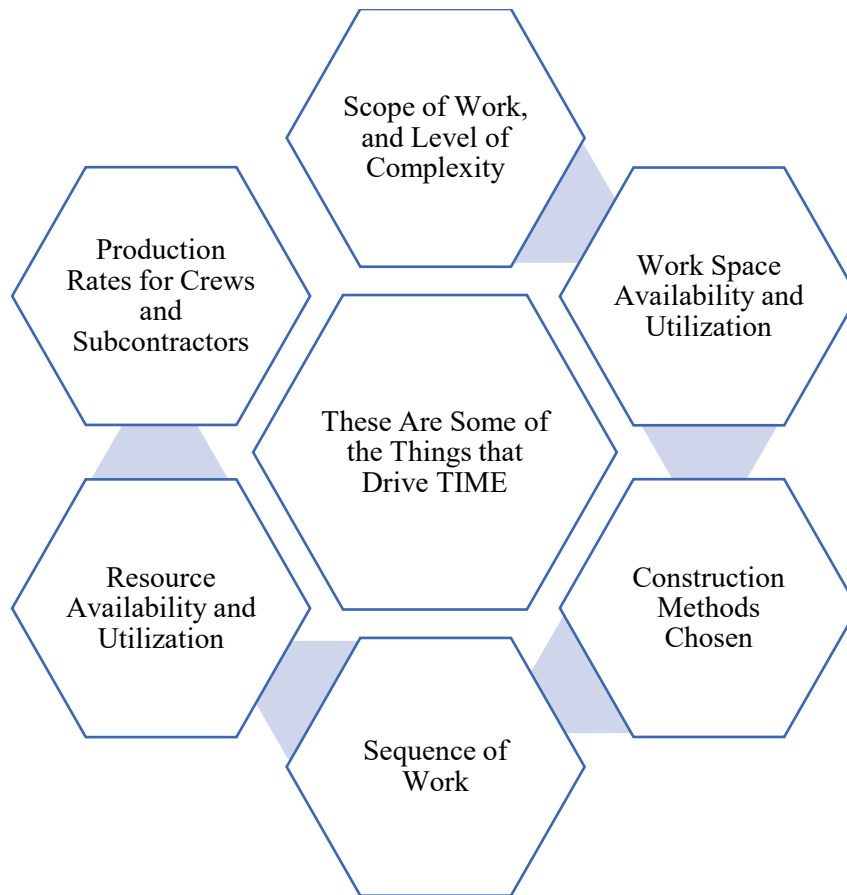 Scope of Work,
and Level of
Complexity
Production
Rates for Crews
and
Subcontractors
Work Space
Availability and
Utilization
These Are Some of
the Things that
Drive TIME
Resource
Availability and
Utilization
Construction
Methods
Chosen
Sequence of
Work